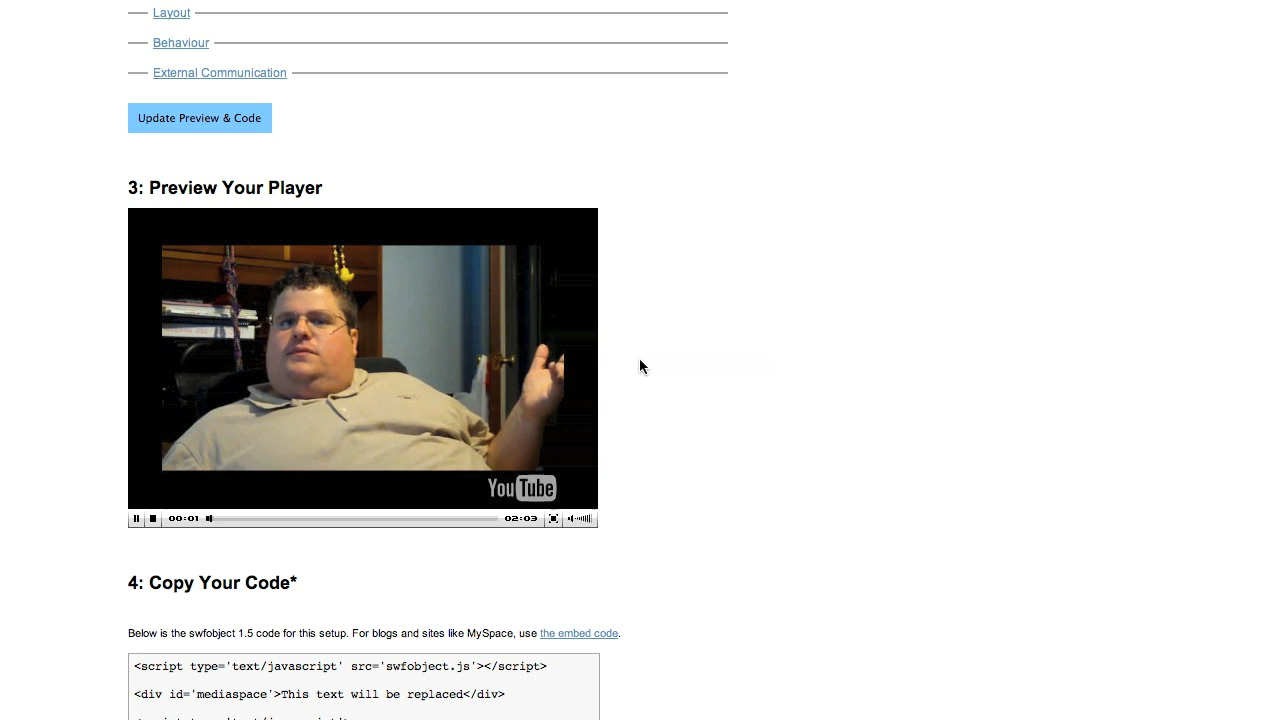 Layout
Behaviour
External Communication
Update Preview & Code
3: Preview Your Player
YouTube
00:01
02:03
4: Copy Your Code*
Below is the swfobject 1.5 code for this setup. For blogs and sites like MySpace, use the embed code.
<script type='text/javascript' src='swfobject.js'></script>
<div id='mediaspace'>This text will be replaced</div>